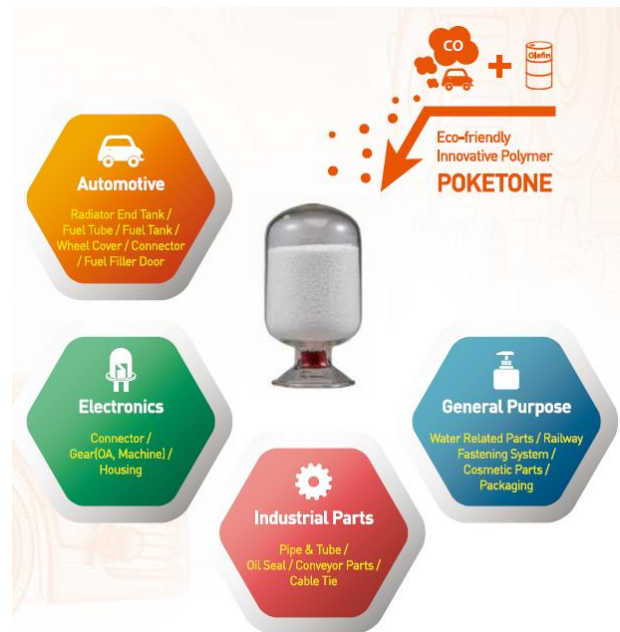 CO
Olefin
Eco-friendly
Innovative Polymer
POKETONE
Automotive
Radiator End Tank /
Fuel Tube / Fuel Tank /
Wheel Cover / Connector
/ Fuel Filler Door
Electronics
Connector /
Gear(OA, Machine) /
Housing
General Purpose
Water Related Parts / Railway
Fastening System /
Cosmetic Parts /
Packaging
Industrial Parts
Pipe & Tube /
Oil Seal / Conveyor Parts /
Cable Tie